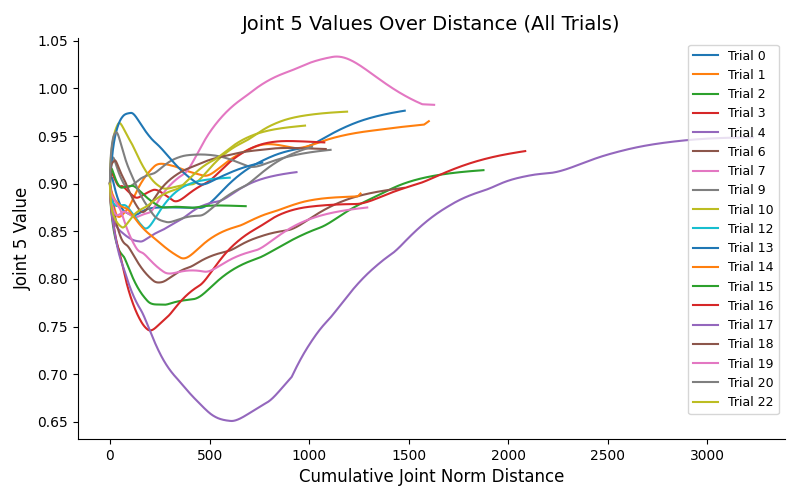 Joint 5 Values Over Distance (All Trials)
Joint 5 Value
1.05
1.00
0.95
0.90
0.85
0.80
0.75
0.70
0.65
0
500
1000
1500
2000
2500
3000
Cumulative Joint Norm Distance
Trial 0
Trial 1
Trial 2
Trial 3
Trial 4
Trial 6
Trial 7
Trial 9
Trial 10
Trial 12
Trial 13
Trial 14
Trial 15
Trial 16
Trial 17
Trial 18
Trial 19
Trial 20
Trial 22